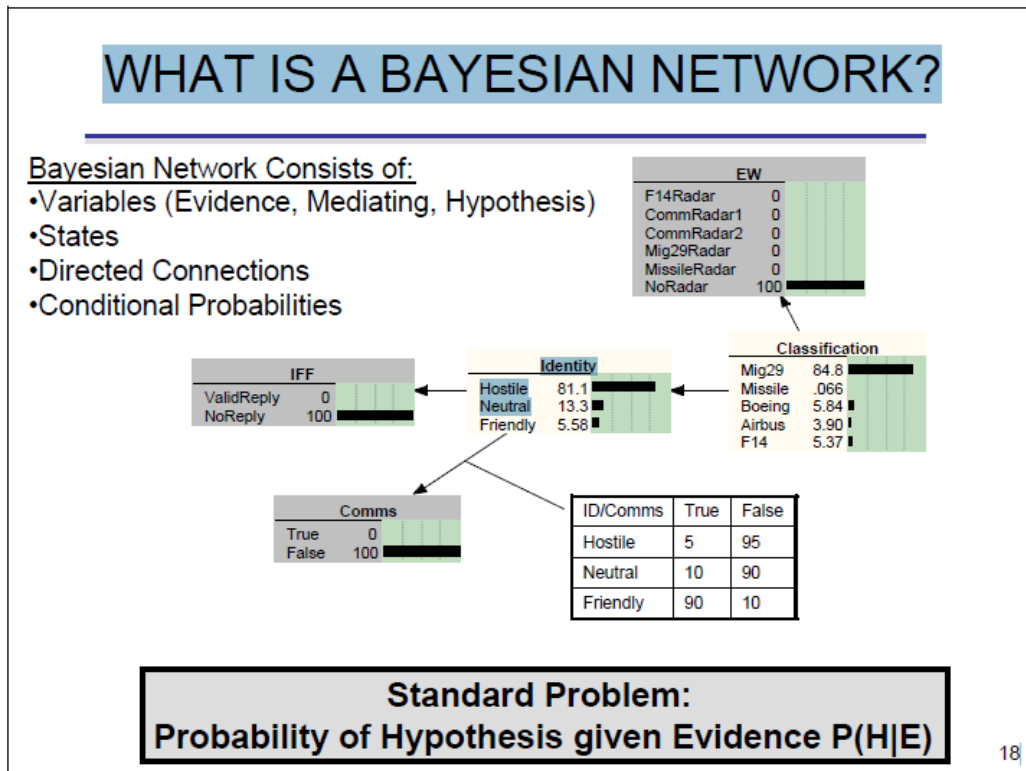 WHAT IS A BAYESIAN NETWORK?
Bayesian Network Consists of:
•Variables (Evidence, Mediating, Hypothesis)
•States
•Directed Connections
•Conditional Probabilities
EW
F14Radar 0
CommRadar1 0
CommRadar2 0
Mig29Radar 0
MissileRadar 0
NoRadar 100
Classification
Mig29 84.8
Missile .066
Boeing 5.84
Airbus 3.90
F14 5.37
Identity
Hostile 81.1
Neutral 13.3
Friendly 5.58
IFF
ValidReply 0
NoReply 100
Comms
True 0
False 100
ID/Comms True False
Hostile 5 95
Neutral 10 90
Friendly 90 10
Standard Problem:
Probability of Hypothesis given Evidence P(H|E)
18